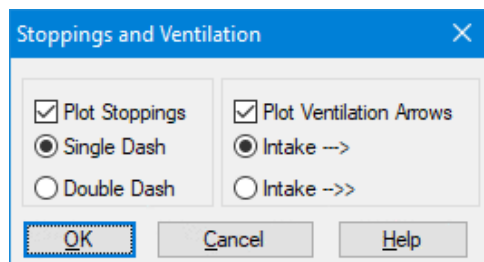 Stoppings and Ventilation
Plot Stoppings
Single Dash
Double Dash
Plot Ventilation Arrows
Intake --->
Intake -->>
OK
Cancel
Help